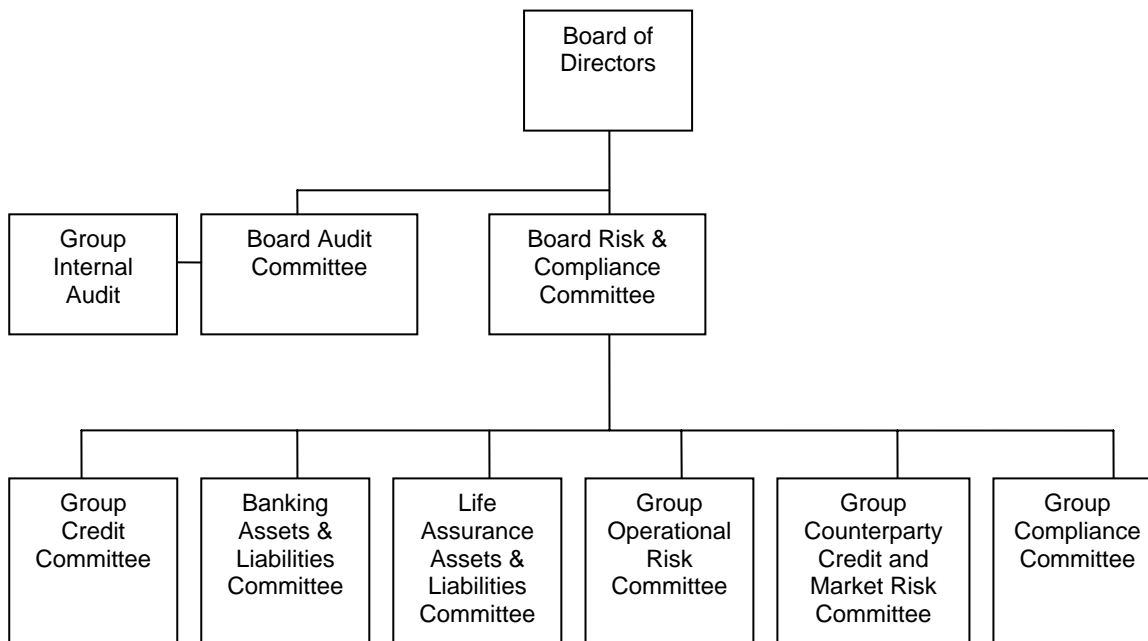 Board of
Directors
Group
Internal
Audit
Board Audit
Committee
Board Risk &
Compliance
Committee
Group
Credit
Committee
Banking
Assets &
Liabilities
Committee
Life
Assurance
Assets &
Liabilities
Committee
Group
Operational
Risk
Committee
Group
Counterparty
Credit and
Market Risk
Committee
Group
Compliance
Committee